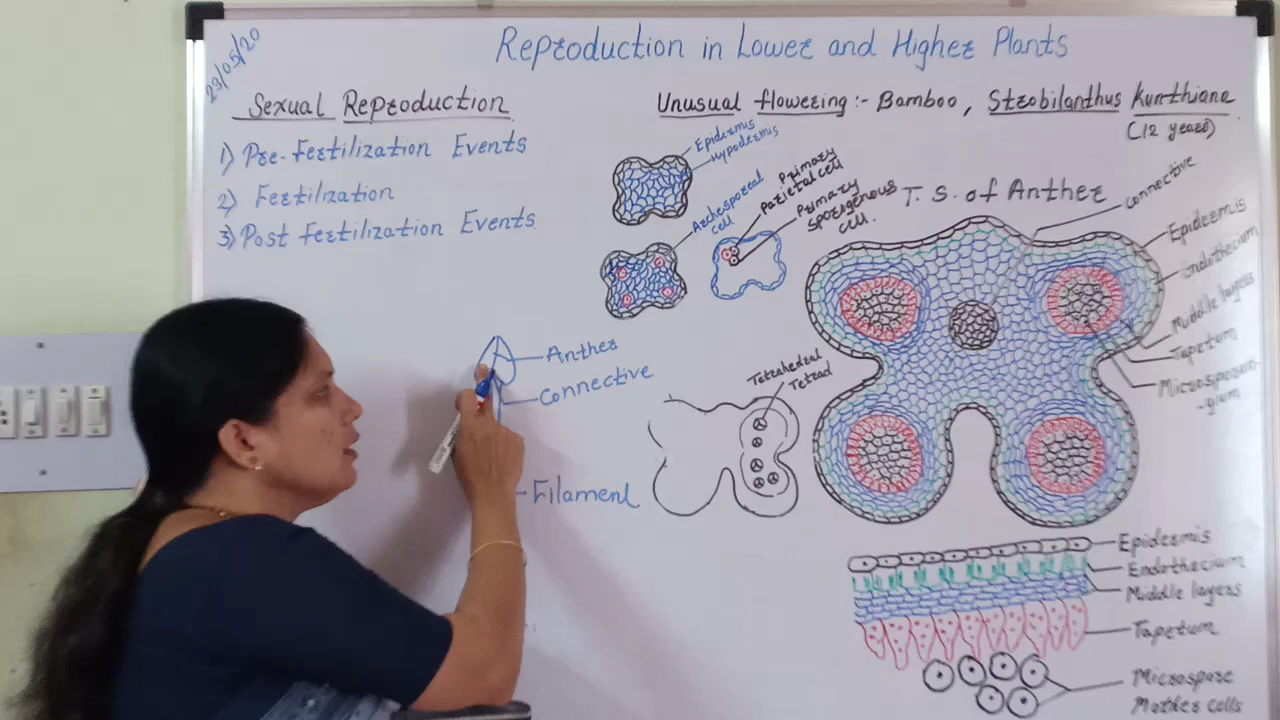 Reproduction in Lower and Higher Plants
23/05/20
Sexual Reproduction
1) Pre-Fertilization Events
2) Fertilization
3) Post Fertilization Events
Unusual flowering :- Bamboo, Strobilanthus Kunthiana
(12 years)
Epidermis
Hypodermis
Archesporeal
cell
Primary
Parietal cell
Primary
sporogenous
cell.
T. S. of Anther
Connective
Epidermis
Endothecium
Middle layers
Tapetum
Microsporan-
-gium
Anther
Connective
Filament
Tetrahedral
Tetrad
Epidermis
Endothecium
Middle layers
Tapetum
Microspore
Mother cells